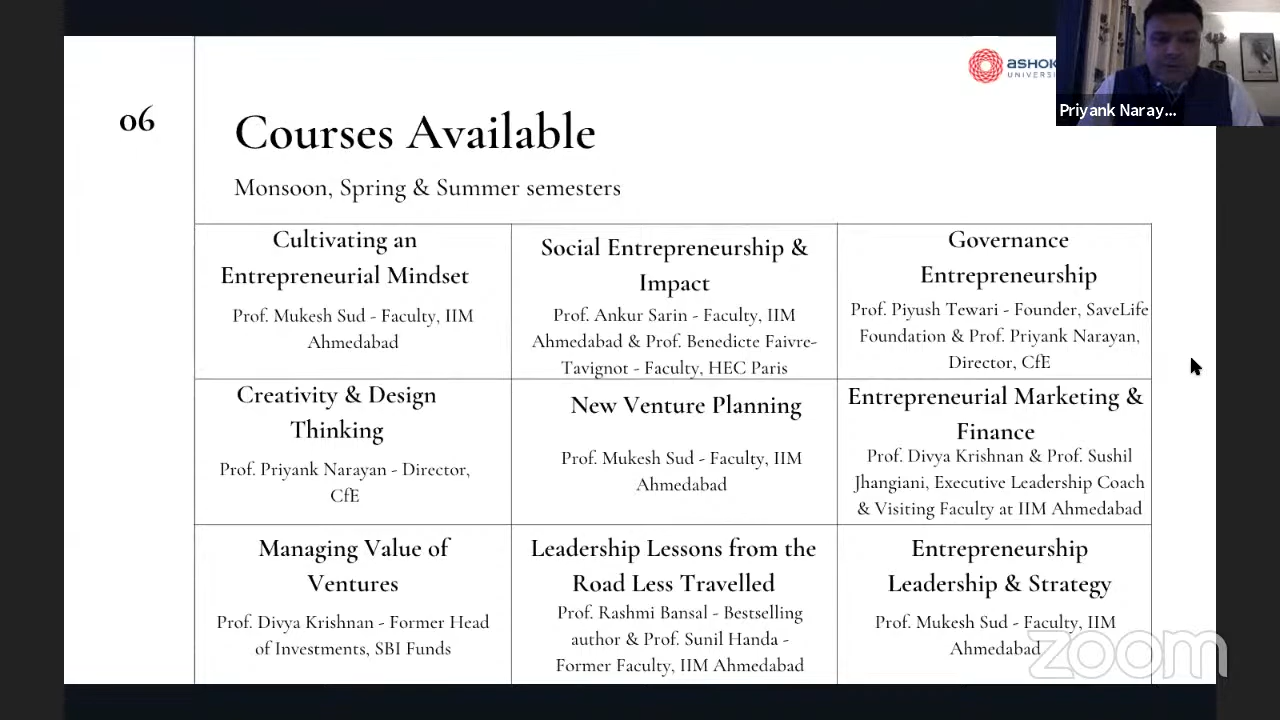 ASHOK
UNIVERSI
Priyank Naray...
06
Courses Available
Monsoon, Spring & Summer semesters
Cultivating an
Entrepreneurial Mindset
Prof. Mukesh Sud - Faculty, IIM
Ahmedabad
Social Entrepreneurship &
Impact
Prof. Ankur Sarin - Faculty, IIM
Ahmedabad & Prof. Benedicte Faivre-
Tavignot - Faculty, HEC Paris
Governance
Entrepreneurship
Prof. Piyush Tewari - Founder, SaveLife
Foundation & Prof. Priyank Narayan,
Director, CfE
Creativity & Design
Thinking
Prof. Priyank Narayan - Director,
CfE
New Venture Planning
Prof. Mukesh Sud - Faculty, IIM
Ahmedabad
Entrepreneurial Marketing &
Finance
Prof. Divya Krishnan & Prof. Sushil
Jhangiani, Executive Leadership Coach
& Visiting Faculty at IIM Ahmedabad
Managing Value of
Ventures
Prof. Divya Krishnan - Former Head
of Investments, SBI Funds
Leadership Lessons from the
Road Less Travelled
Prof. Rashmi Bansal - Bestselling
author & Prof. Sunil Handa -
Former Faculty, IIM Ahmedabad
Entrepreneurship
Leadership & Strategy
Prof. Mukesh Sud - Faculty, IIM
Ahmedabad
zoom